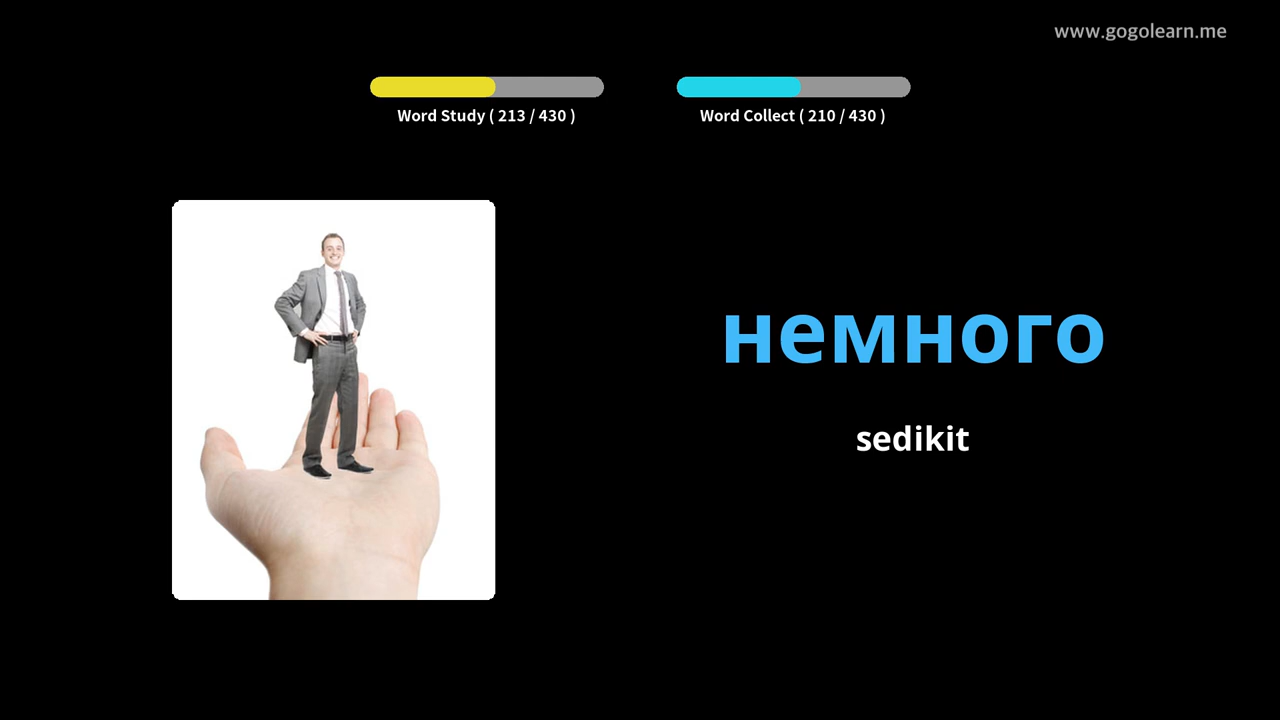 www.gogolearn.me
Word Study ( 213 / 430 )
Word Collect ( 210 / 430 )
немного
sedikit